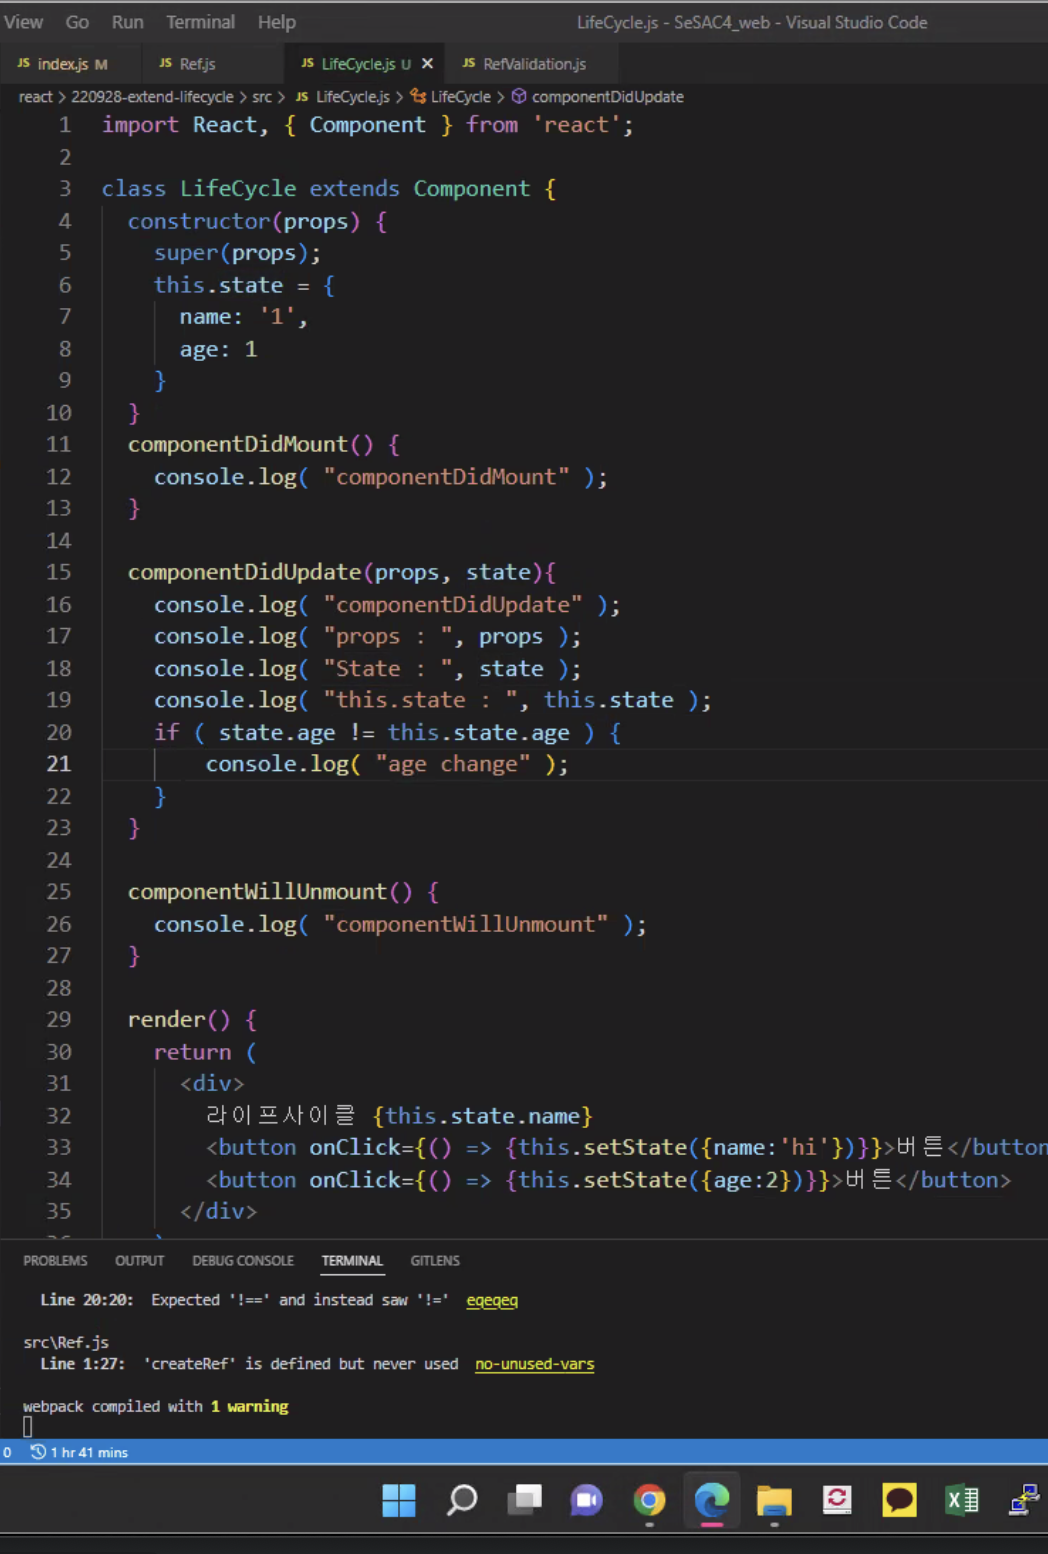 View Go Run Terminal Help LifeCycle.js - SeSAC4_web - Visual Studio Code
JS index.js M JS Ref.js JS LifeCycle.js U × JS RefValidation.js
react > 220928-extend-lifecycle > src > JS LifeCycle.js > LifeCycle > componentDidUpdate
1 import React, { Component } from 'react';
2
3 class LifeCycle extends Component {
4 constructor(props) {
5 super(props);
6 this.state = {
7 name: '1',
8 age: 1
9 }
10 }
11 componentDidMount() {
12 console.log( "componentDidMount" );
13 }
14
15 componentDidUpdate(props, state){
16 console.log( "componentDidUpdate" );
17 console.log( "props : ", props );
18 console.log( "State : ", state );
19 console.log( "this.state : ", this.state );
20 if ( state.age != this.state.age ) {
21 console.log( "age change" );
22 }
23 }
24
25 componentWillUnmount() {
26 console.log( "componentWillUnmount" );
27 }
28
29 render() {
30 return (
31 <div>
32 라이프사이클 {this.state.name}
33 <button onClick={() => {this.setState({name:'hi'})}}>버튼</button
34 <button onClick={() => {this.setState({age:2})}}>버튼</button>
35 </div>
PROBLEMS OUTPUT DEBUG CONSOLE TERMINAL GITLENS
Line 20:20: Expected '!==' and instead saw '!=' eqeqeq
src\Ref.js
Line 1:27: 'createRef' is defined but never used no-unused-vars
webpack compiled with 1 warning
0 1 hr 41 mins